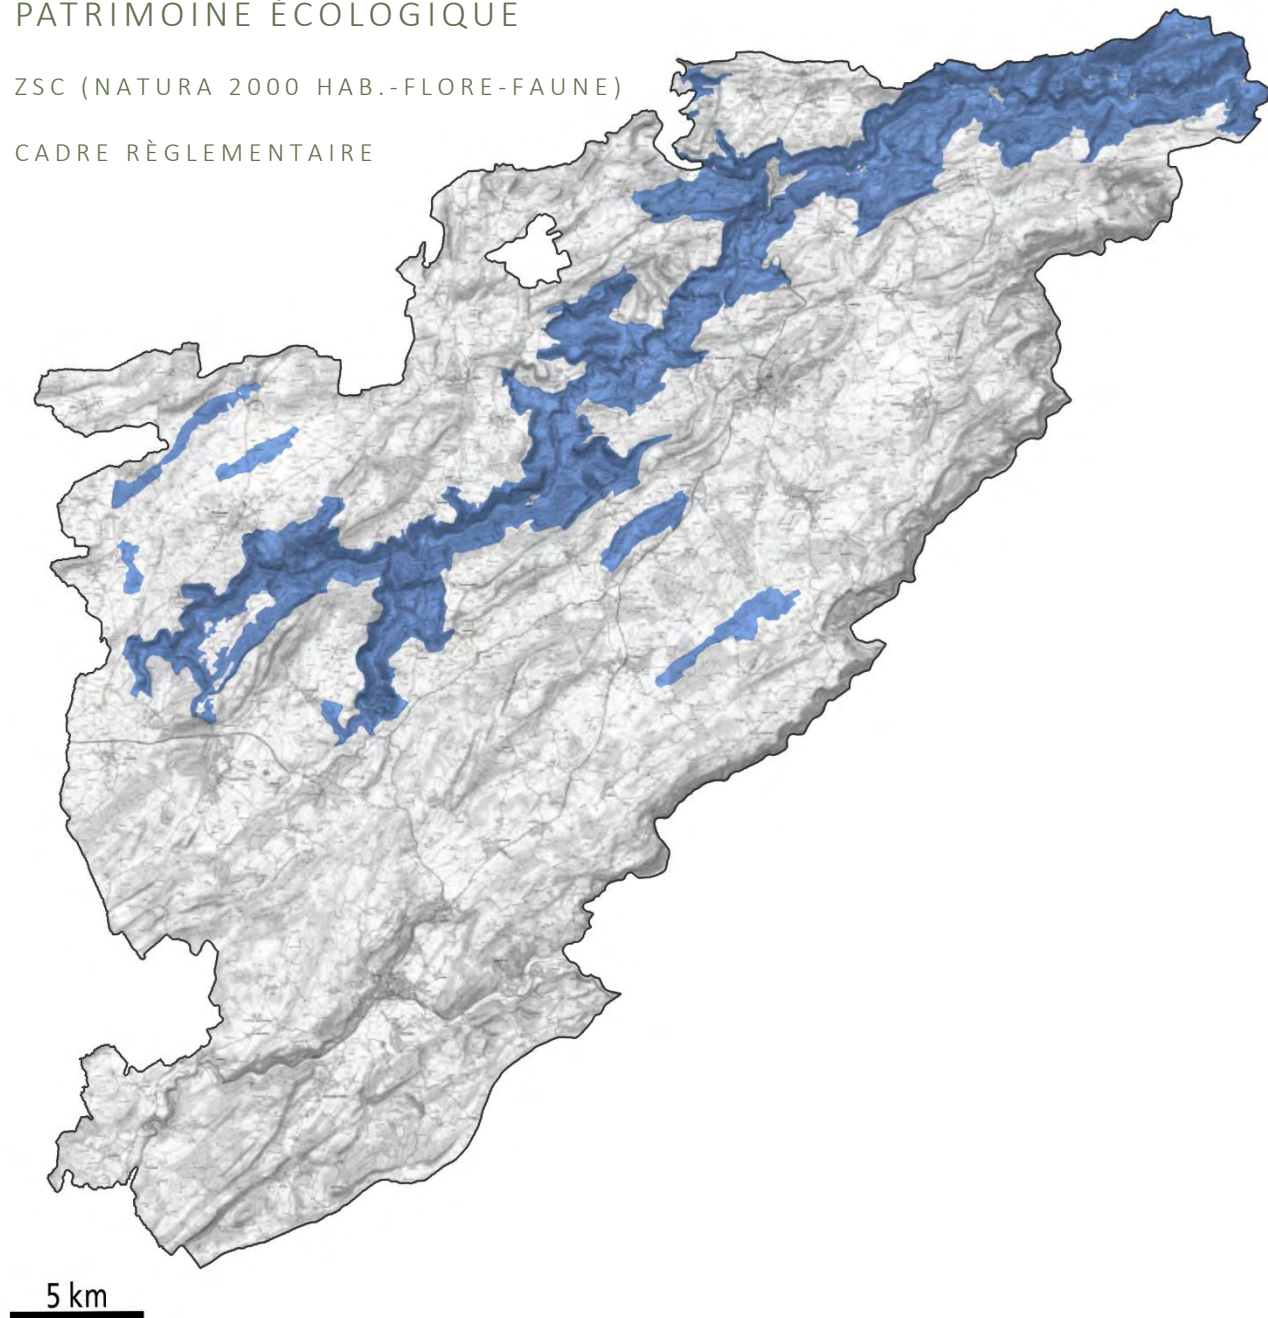 PATRIMOINE ÉCOLOGIQUE
ZSC (NATURA 2000 HAB.-FLORE-FAUNE)
CADRE RÈGLEMENTAIRE
5 km